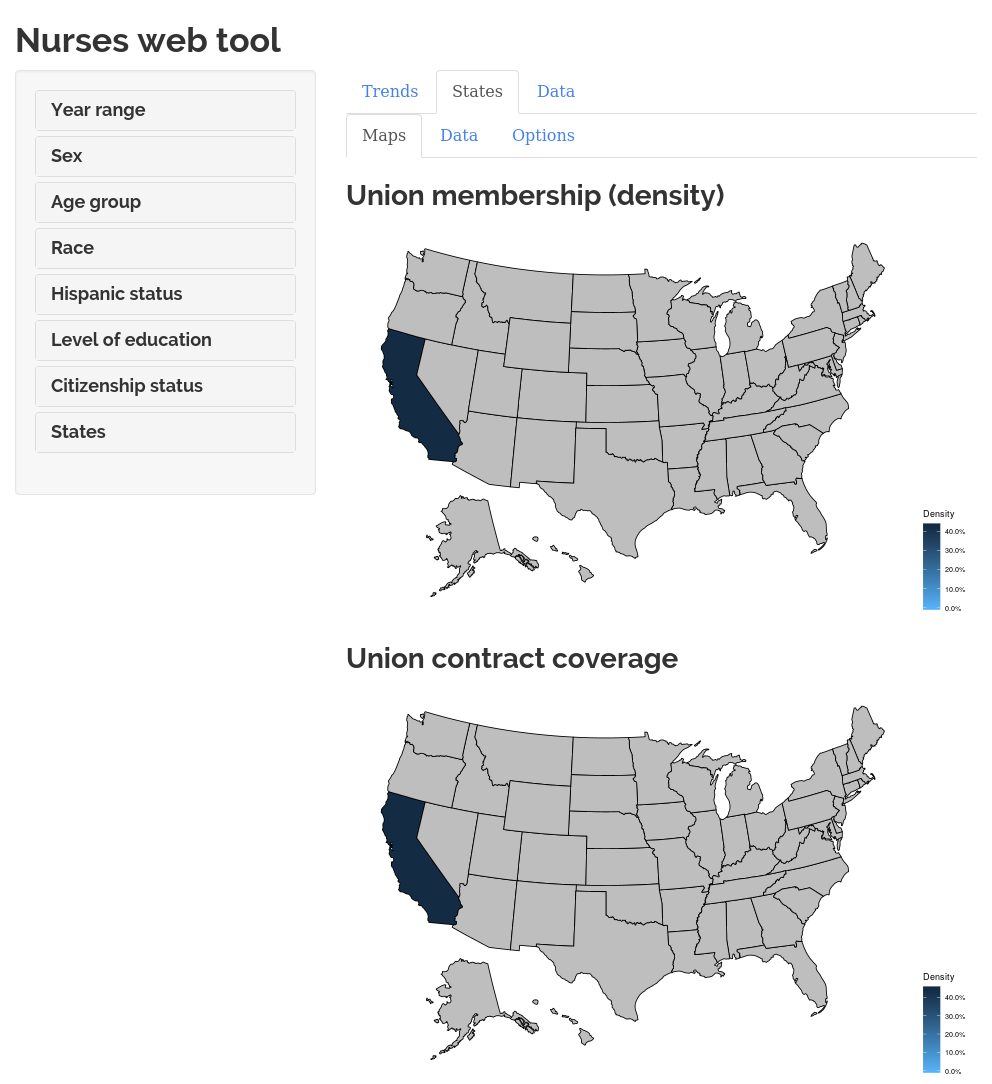 Nurses web tool
Year range
Sex
Age group
Race
Hispanic status
Level of education
Citizenship status
States
Trends States Data
Maps Data Options
Union membership (density)
Density
40.0%
30.0%
20.0%
10.0%
0.0%
Union contract coverage
Density
40.0%
30.0%
20.0%
10.0%
0.0%